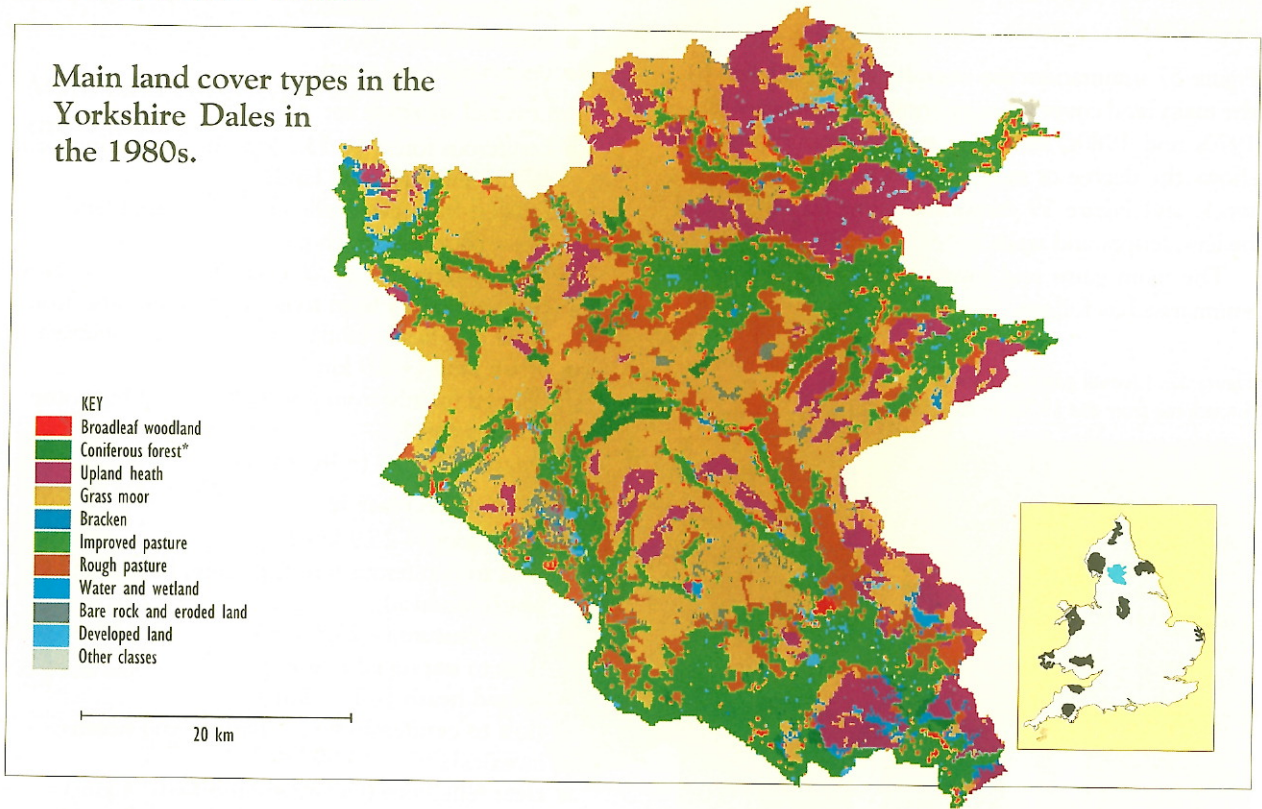 Main land cover types in the
Yorkshire Dales in
the 1980s.
KEY
Broadleaf woodland
Coniferous forest*
Upland heath
Grass moor
Bracken
Improved pasture
Rough pasture
Water and wetland
Bare rock and eroded land
Developed land
Other classes
20 km